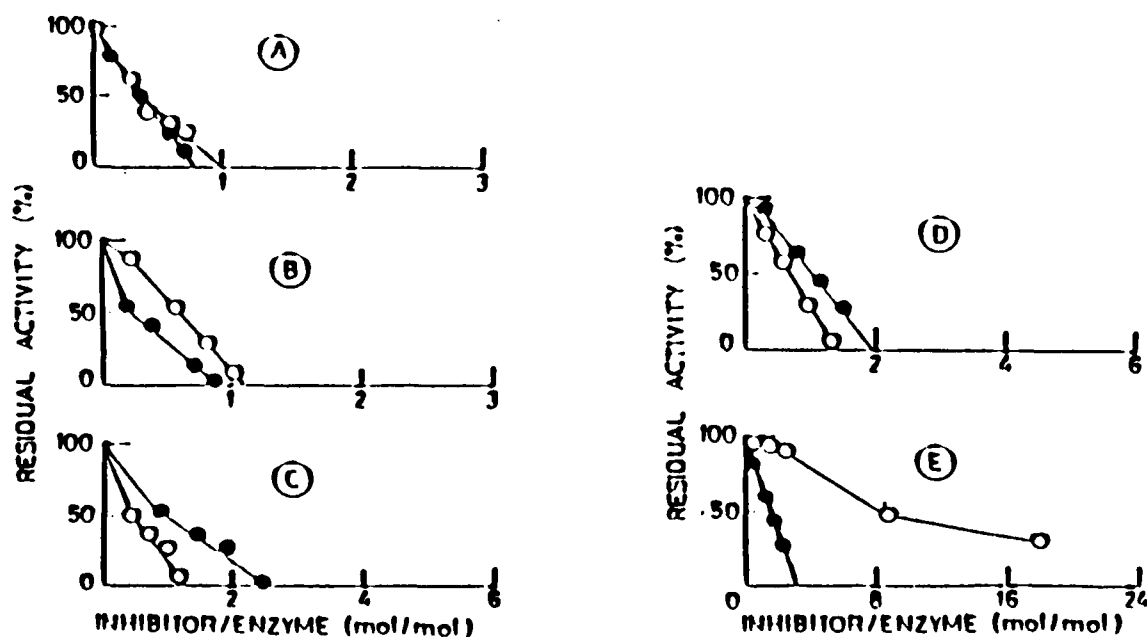 100
50
0
A
1 2 3
100
50
0
B
1 2 3
100
50
0
C
2 4 6
RESIDUAL ACTIVITY (%)
INHIBITOR/ENZYME (mol/mol)
100
50
0
D
2 4 6
100
50
0
E
8 16 24
RESIDUAL ACTIVITY (%)
INHIBITOR/ENZYME (mol/mol)